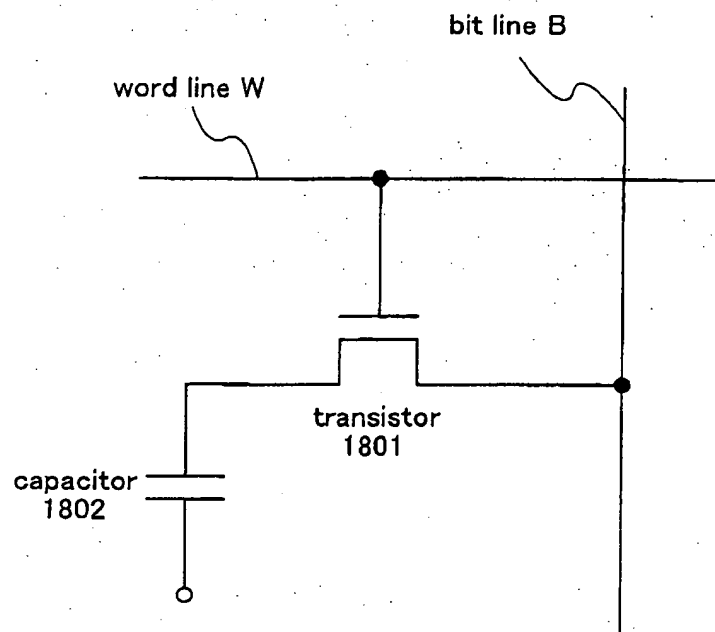 bit line B
word line W
transistor
1801
capacitor
1802